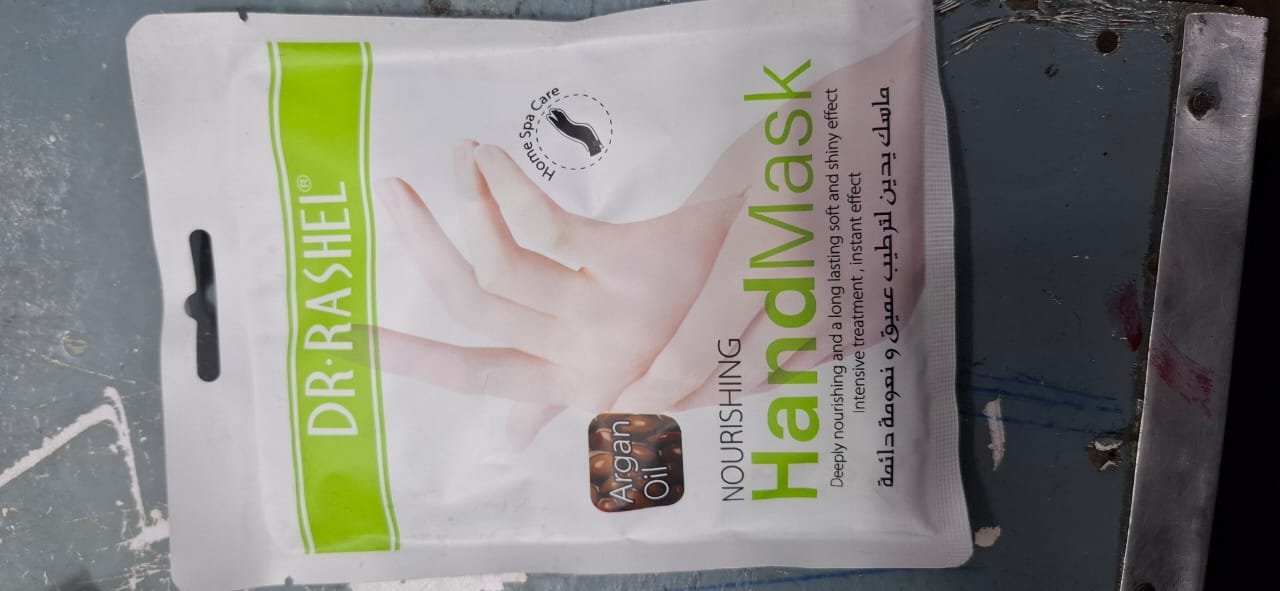 DR·RASHEL®
Home Spa Care
Argan
Oil
NOURISHING
HandMask
Deeply nourishing and a long lasting soft and shiny effect
Intensive treatment , instant effect
ماسك يدين لترطيب عميق و نعومة دائمة